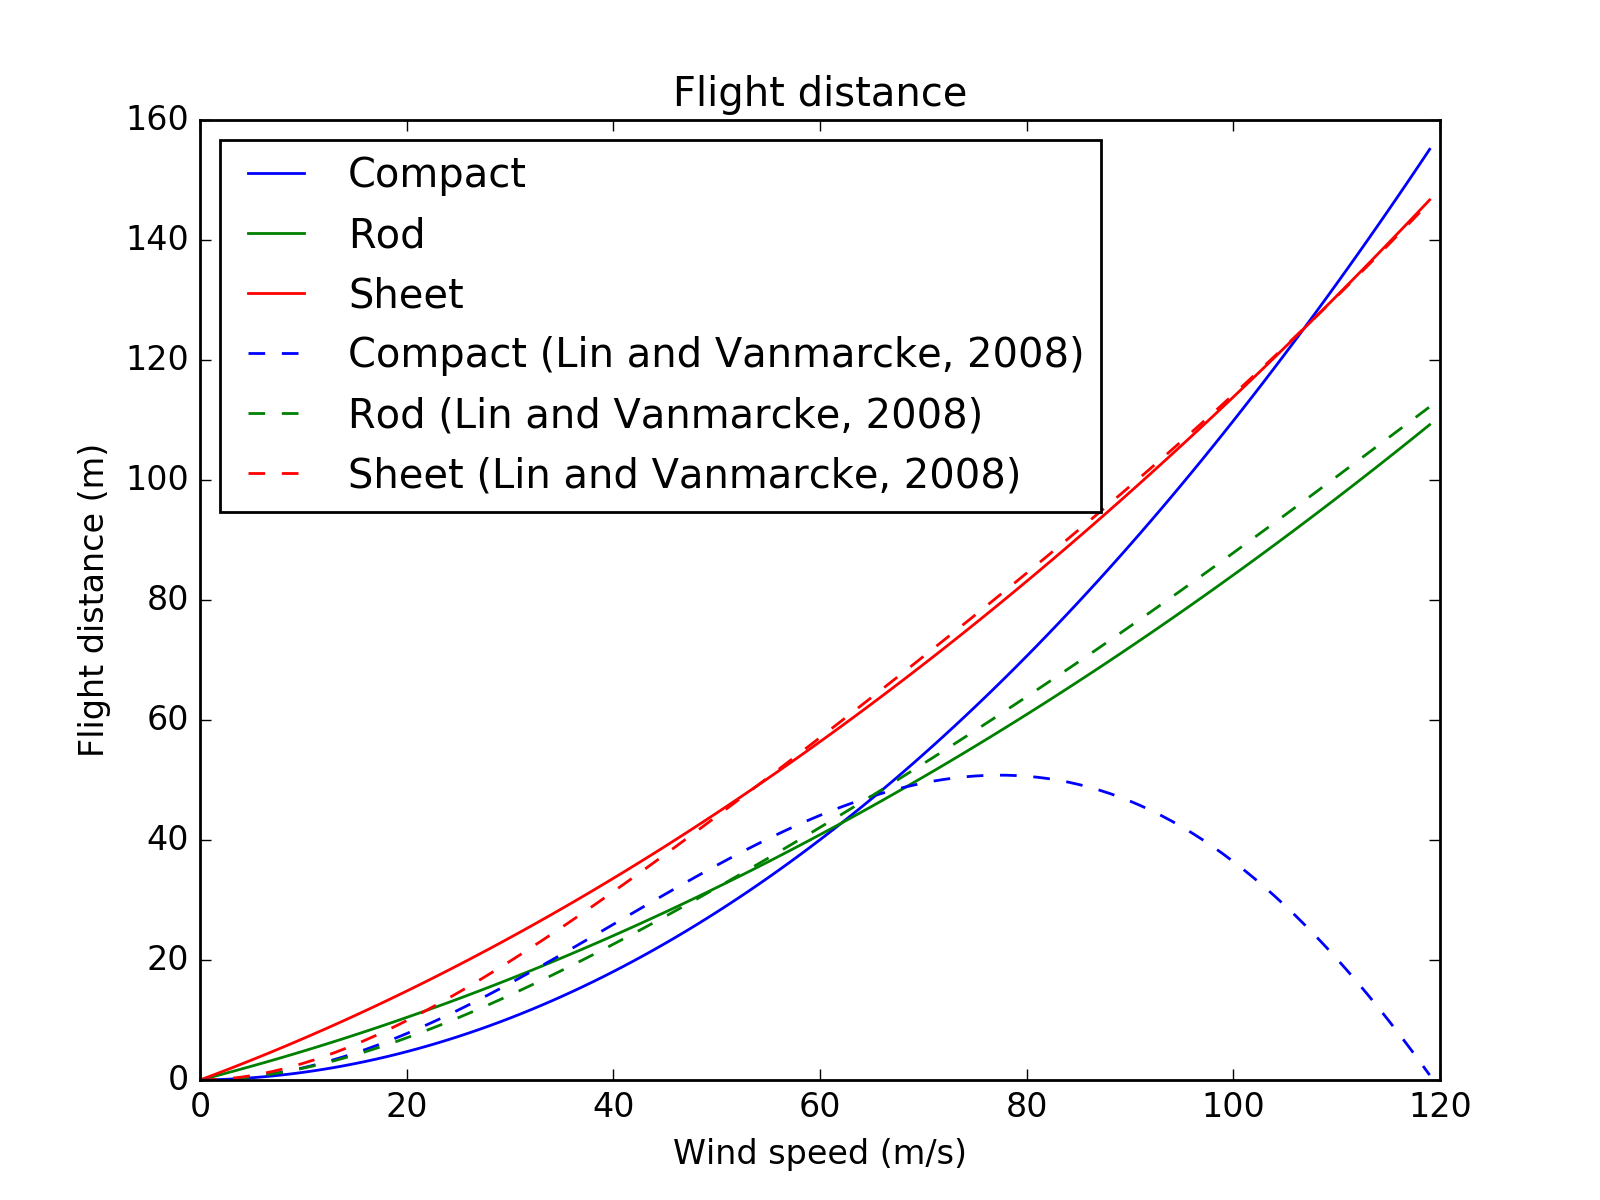 Flight distance
160
140
120
100
80
60
40
20
0
Flight distance (m)
Compact
Rod
Sheet
Compact (Lin and Vanmarcke, 2008)
Rod (Lin and Vanmarcke, 2008)
Sheet (Lin and Vanmarcke, 2008)
0 20 40 60 80 100 120
Wind speed (m/s)